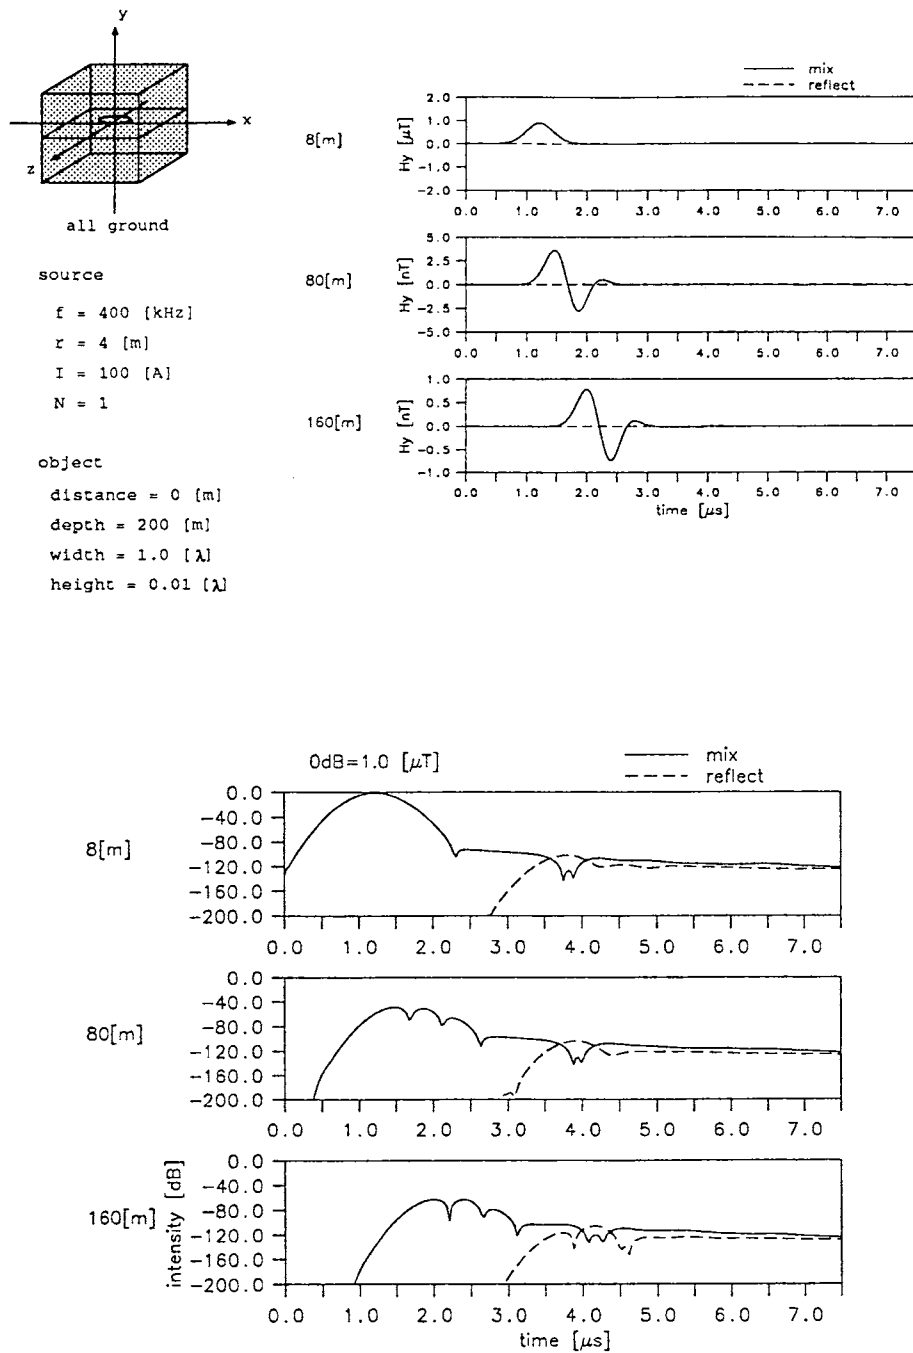 y
x
z
all ground
source
f = 400 [kHz]
r = 4 [m]
I = 100 [A]
N = 1
object
distance = 0 [m]
depth = 200 [m]
width = 1.0 [λ]
height = 0.01 [λ]
mix
reflect
8[m]
Hy [μT]
2.0
1.0
0.0
-1.0
-2.0
0.0 1.0 2.0 3.0 4.0 5.0 6.0 7.0
80[m]
Hy [nT]
5.0
2.5
0.0
-2.5
-5.0
0.0 1.0 2.0 3.0 4.0 5.0 6.0 7.0
160[m]
Hy [nT]
1.0
0.5
0.0
-0.5
-1.0
0.0 1.0 2.0 3.0 4.0 5.0 6.0 7.0
time [μs]
0dB=1.0 [μT]
mix
reflect
8[m]
0.0
-40.0
-80.0
-120.0
-160.0
-200.0
0.0 1.0 2.0 3.0 4.0 5.0 6.0 7.0
80[m]
0.0
-40.0
-80.0
-120.0
-160.0
-200.0
0.0 1.0 2.0 3.0 4.0 5.0 6.0 7.0
160[m]
intensity [dB]
0.0
-40.0
-80.0
-120.0
-160.0
-200.0
0.0 1.0 2.0 3.0 4.0 5.0 6.0 7.0
time [μs]